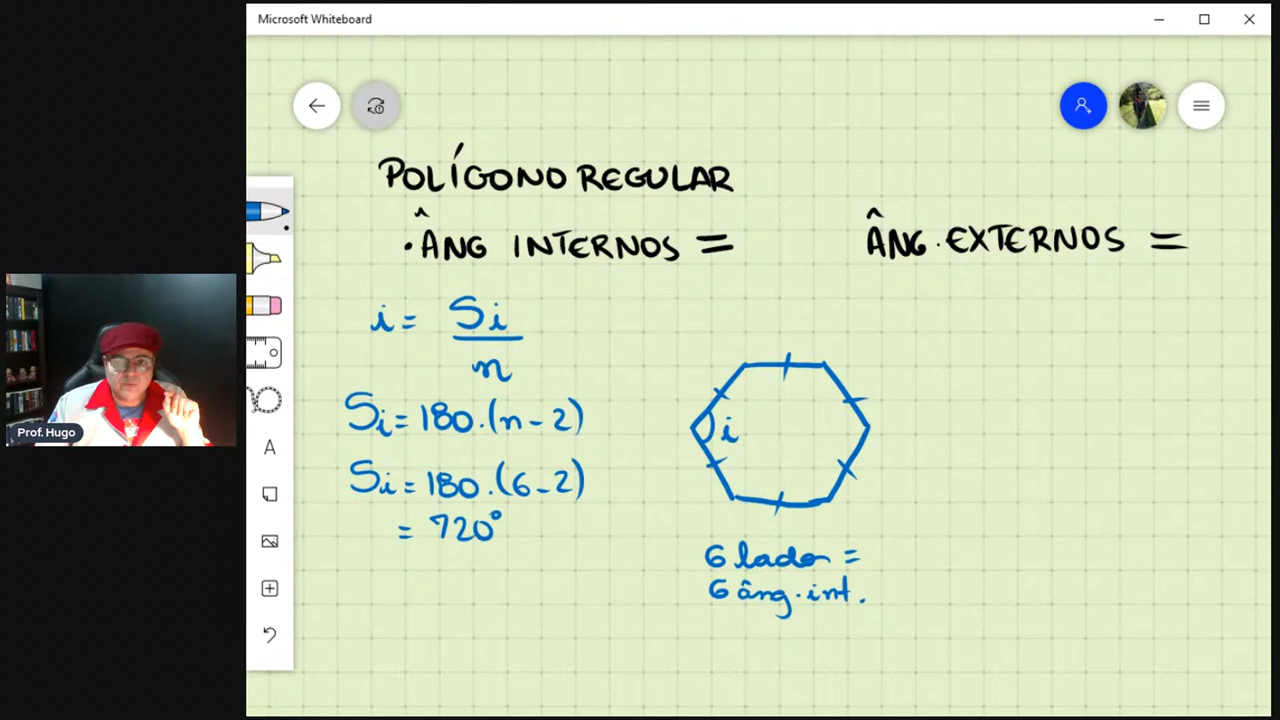 Microsoft Whiteboard
POLÍGONO REGULAR
• ÂNG INTERNOS =
ÂNG. EXTERNOS =
i = Si / n
Si = 180.(n-2)
Si = 180.(6-2)
= 720°
i
6 lados =
6 âng. int.
A
Prof. Hugo